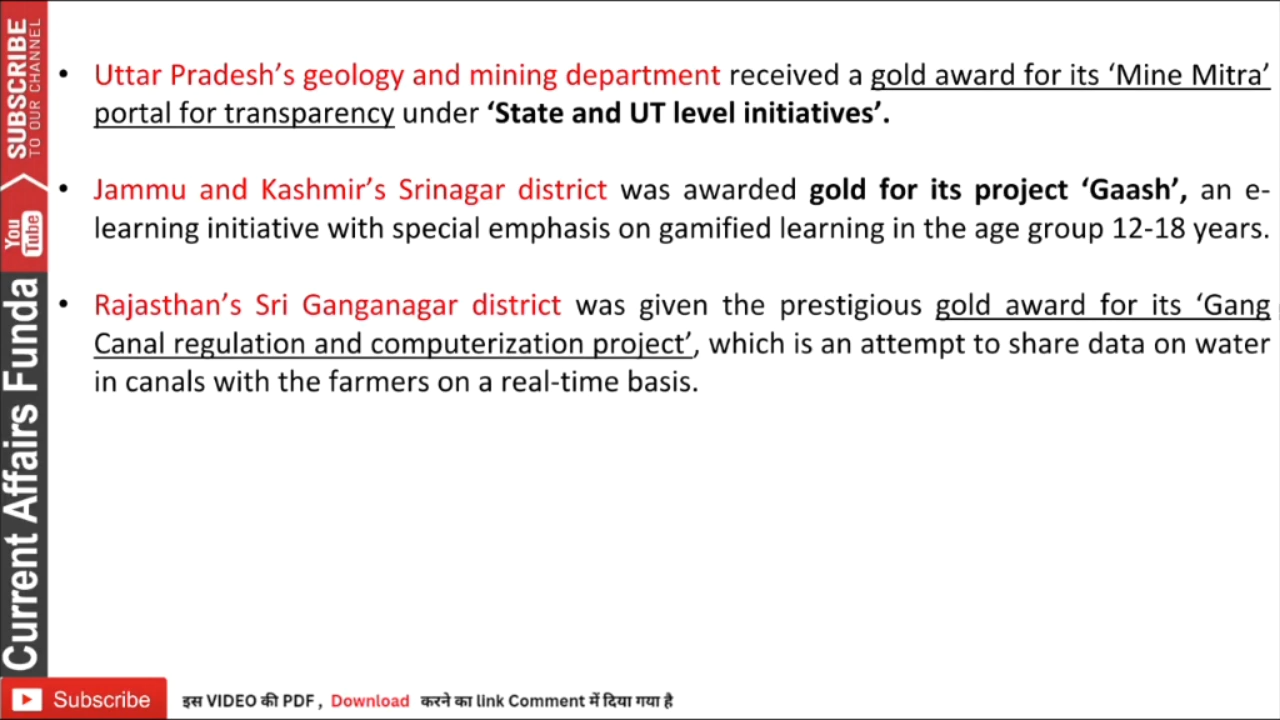 SUBSCRIBE
TO OUR CHANNEL
You
Tube
Current Affairs Funda
• Uttar Pradesh’s geology and mining department received a gold award for its ‘Mine Mitra’
portal for transparency under ‘State and UT level initiatives’.
• Jammu and Kashmir’s Srinagar district was awarded gold for its project ‘Gaash’, an e-
learning initiative with special emphasis on gamified learning in the age group 12-18 years.
• Rajasthan’s Sri Ganganagar district was given the prestigious gold award for its ‘Gang
Canal regulation and computerization project’, which is an attempt to share data on water
in canals with the farmers on a real-time basis.
Subscribe
इस VIDEO की PDF , Download करने का link Comment में दिया गया है